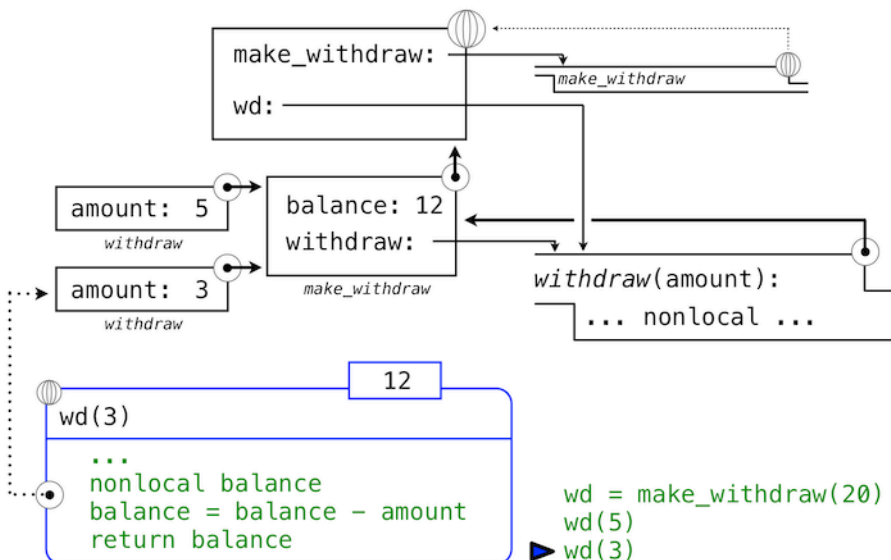 make_withdraw:
make_withdraw
wd:
amount: 5
withdraw
balance: 12
withdraw:
make_withdraw
amount: 3
withdraw
withdraw(amount):
... nonlocal ...
12
wd(3)
...
nonlocal balance
balance = balance – amount
return balance
wd = make_withdraw(20)
wd(5)
wd(3)